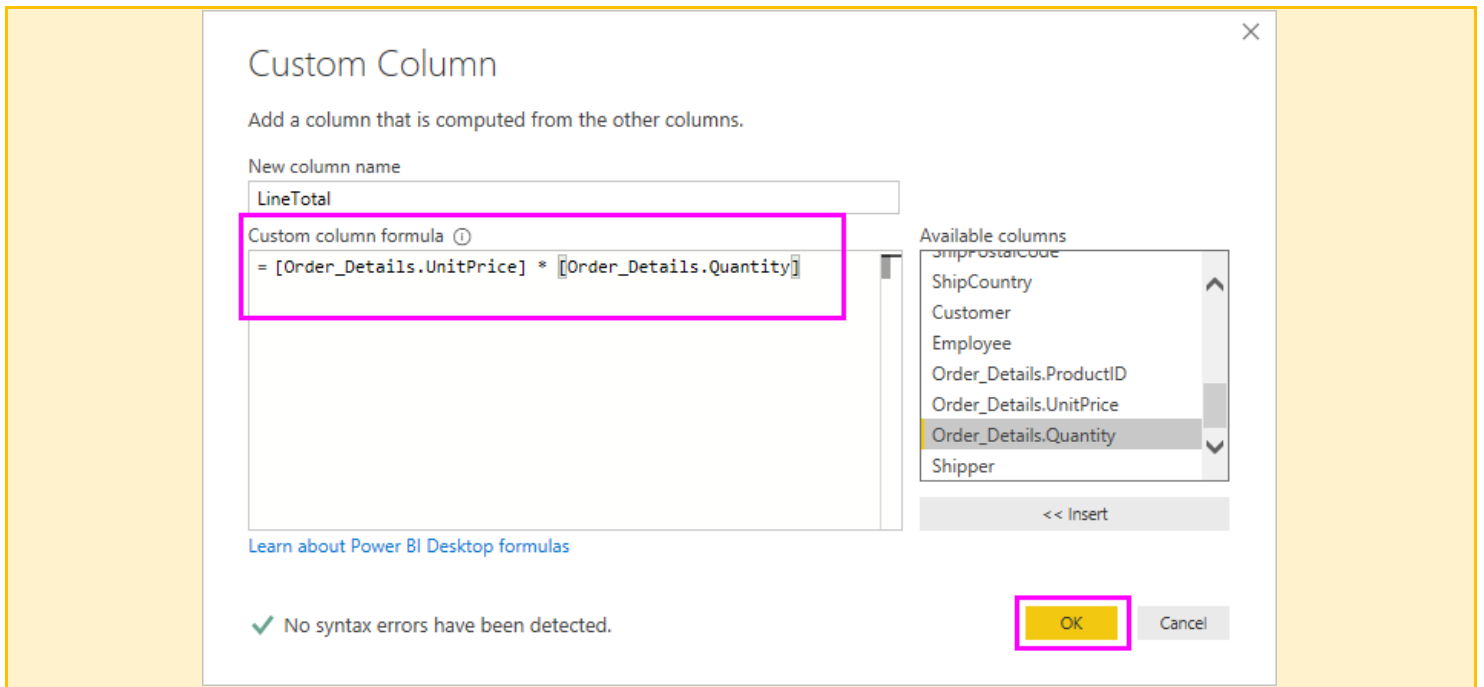 Custom Column
Add a column that is computed from the other columns.
New column name
LineTotal
Custom column formula
= [Order_Details.UnitPrice] * [Order_Details.Quantity]
Available columns
ShipPostalCode
ShipCountry
Customer
Employee
Order_Details.ProductID
Order_Details.UnitPrice
Order_Details.Quantity
Shipper
<< Insert
Learn about Power BI Desktop formulas
No syntax errors have been detected.
OK
Cancel